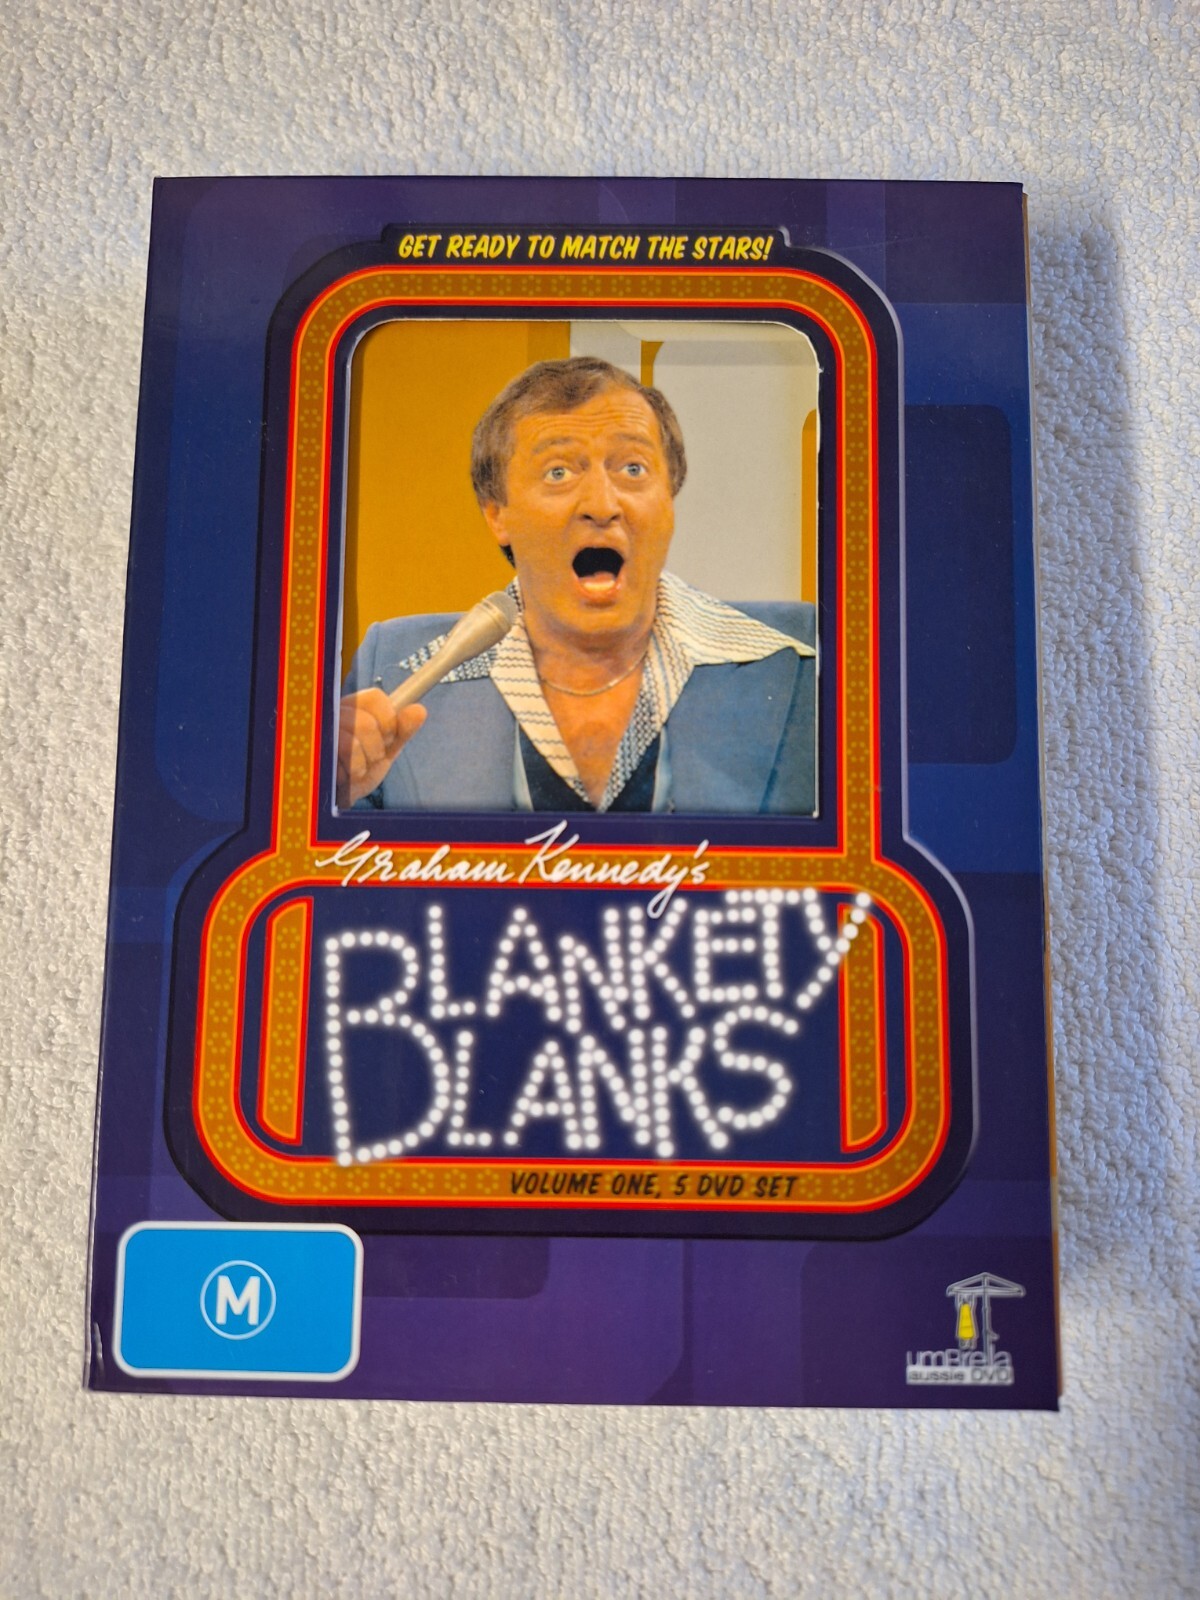 GET READY TO MATCH THE STARS!
Graham Kennedy's
BLANKETY
BLANKS
VOLUME ONE, 5 DVD SET
M
umbrella
aussie DVD